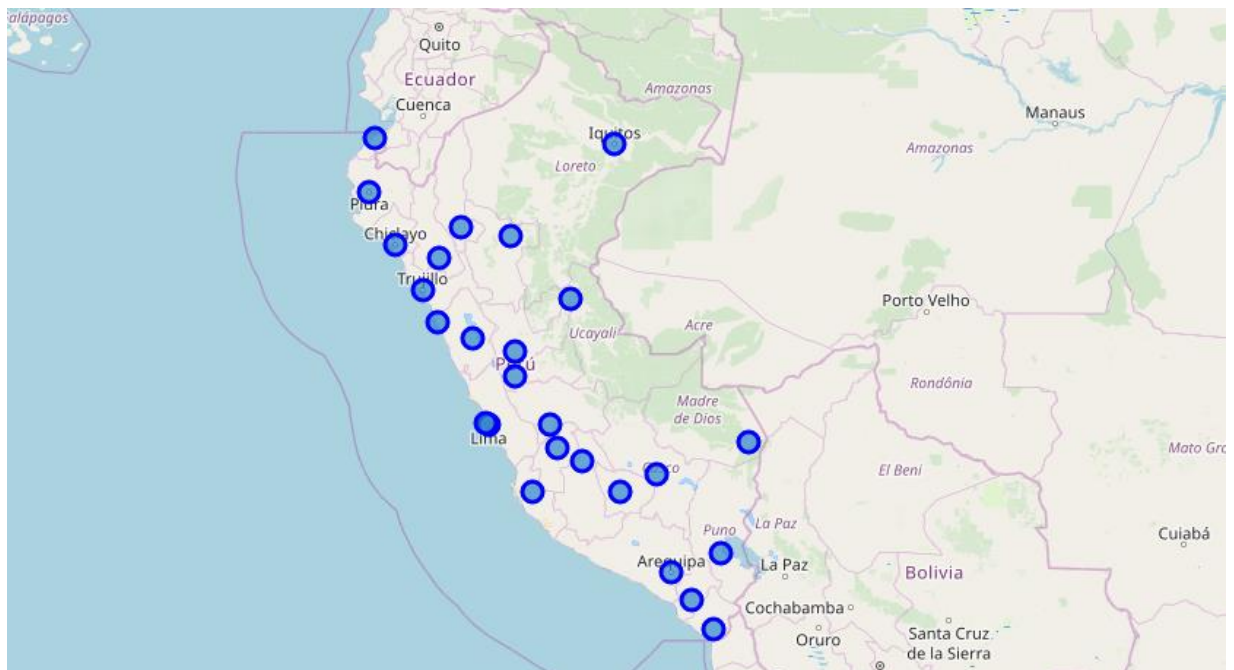 alápagos
Quito
Ecuador
Amazonas
Cuenca
Manaus
Iquitos
Amazonas
Loreto
Piura
Chiclayo
Trujillo
Porto Velho
Acre
Ucayali
Perú
Rondônia
Madre
de Dios
Lima
Mato Gro
Cusco
El Beni
La Paz
Puno
Cuiabá
Arequipa
La Paz
Bolivia
Cochabamba
Santa Cruz
de la Sierra
Oruro